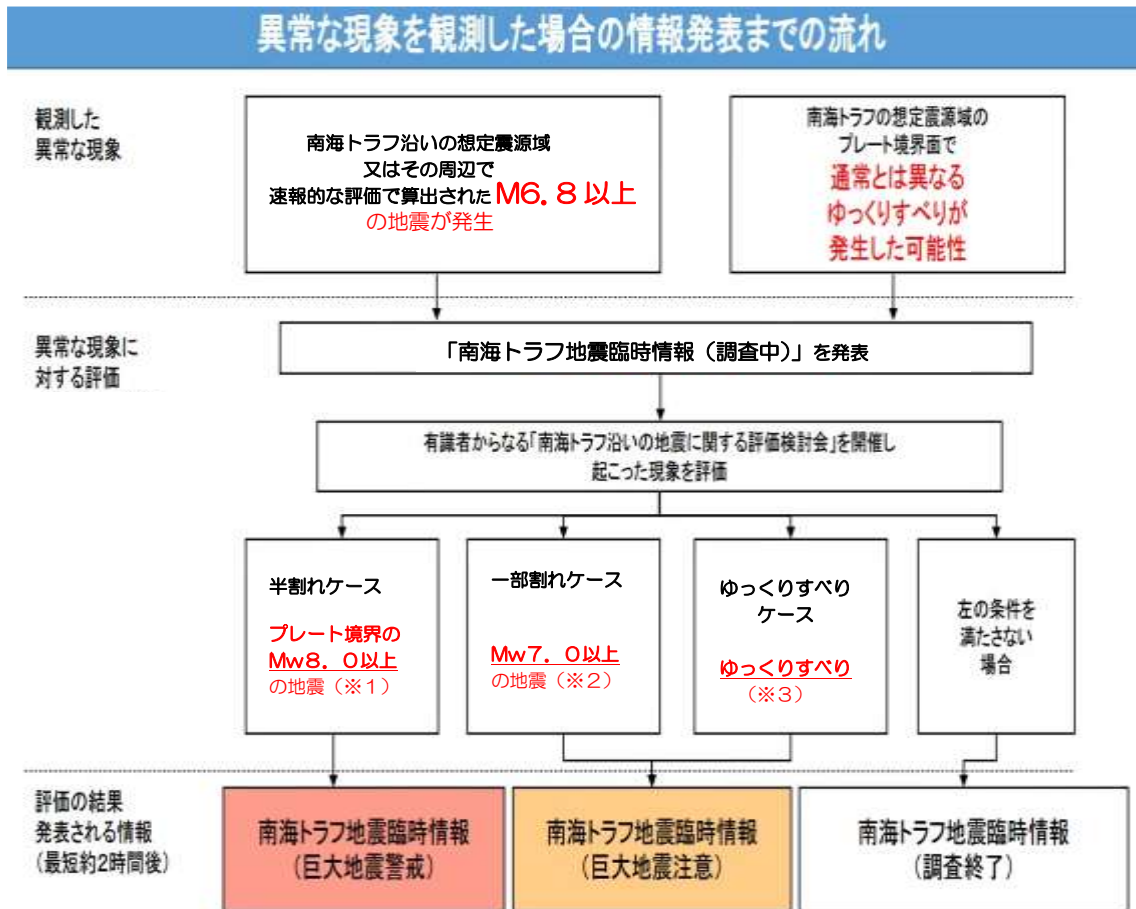 異常な現象を観測した場合の情報発表までの流れ
観測した
異常な現象
南海トラフ沿いの想定震源域
又はその周辺で
速報的な評価で算出されたM6.8以上
の地震が発生
南海トラフの想定震源域の
プレート境界面で
通常とは異なる
ゆっくりすべりが
発生した可能性
異常な現象に
対する評価
「南海トラフ地震臨時情報（調査中）」を発表
有識者からなる「南海トラフ沿いの地震に関する評価検討会」を開催し
起こった現象を評価
半割れケース
プレート境界の
Mw8.0以上
の地震（※1）
一部割れケース
Mw7.0以上
の地震（※2）
ゆっくりすべり
ケース
ゆっくりすべり
（※3）
左の条件を
満たさない
場合
評価の結果
発表される情報
（最短約2時間後）
南海トラフ地震臨時情報
（巨大地震警戒）
南海トラフ地震臨時情報
（巨大地震注意）
南海トラフ地震臨時情報
（調査終了）